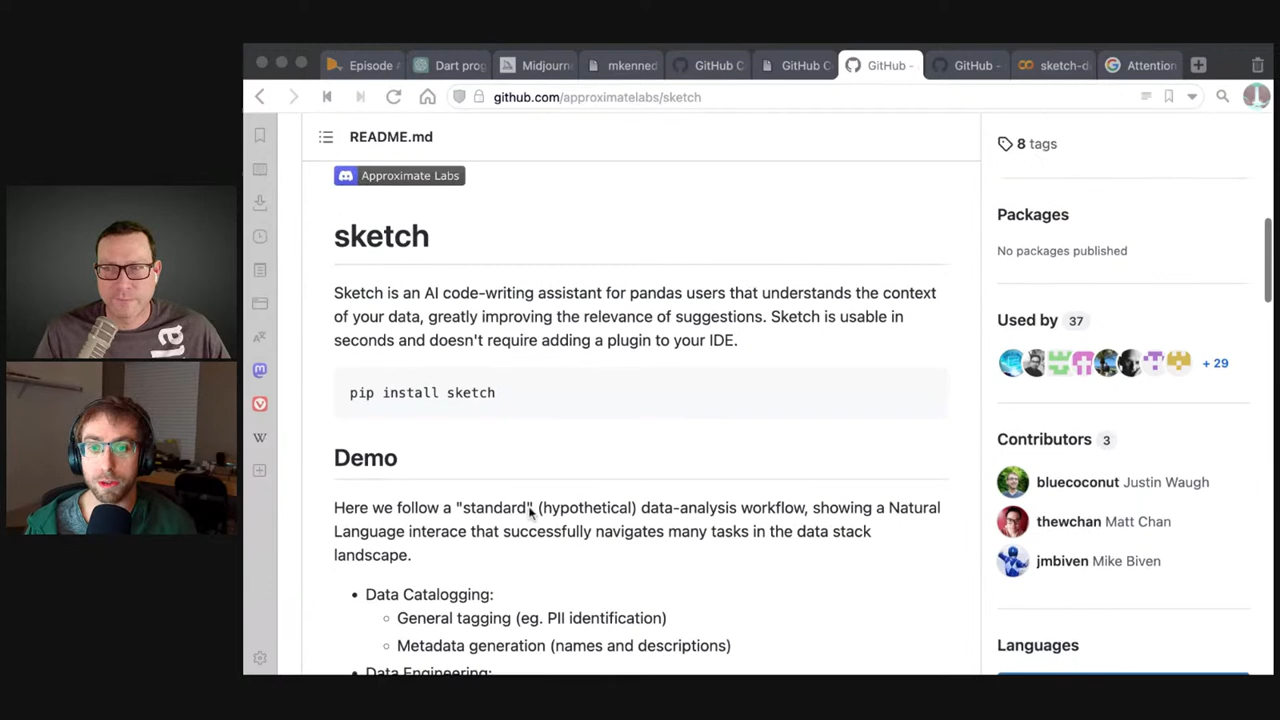 Episode
Dart prog
Midjourn
mkenned
GitHub C
GitHub C
GitHub -
GitHub -
sketch-d
Attention
github.com/approximatelabs/sketch
README.md
Approximate Labs
sketch
Sketch is an AI code-writing assistant for pandas users that understands the context
of your data, greatly improving the relevance of suggestions. Sketch is usable in
seconds and doesn't require adding a plugin to your IDE.
pip install sketch
Demo
Here we follow a "standard" (hypothetical) data-analysis workflow, showing a Natural
Language interace that successfully navigates many tasks in the data stack
landscape.
• Data Catalogging:
○ General tagging (eg. PII identification)
○ Metadata generation (names and descriptions)
• Data Engineering:
8 tags
Packages
No packages published
Used by 37
+ 29
Contributors 3
bluecoconut Justin Waugh
thewchan Matt Chan
jmbiven Mike Biven
Languages
la
W